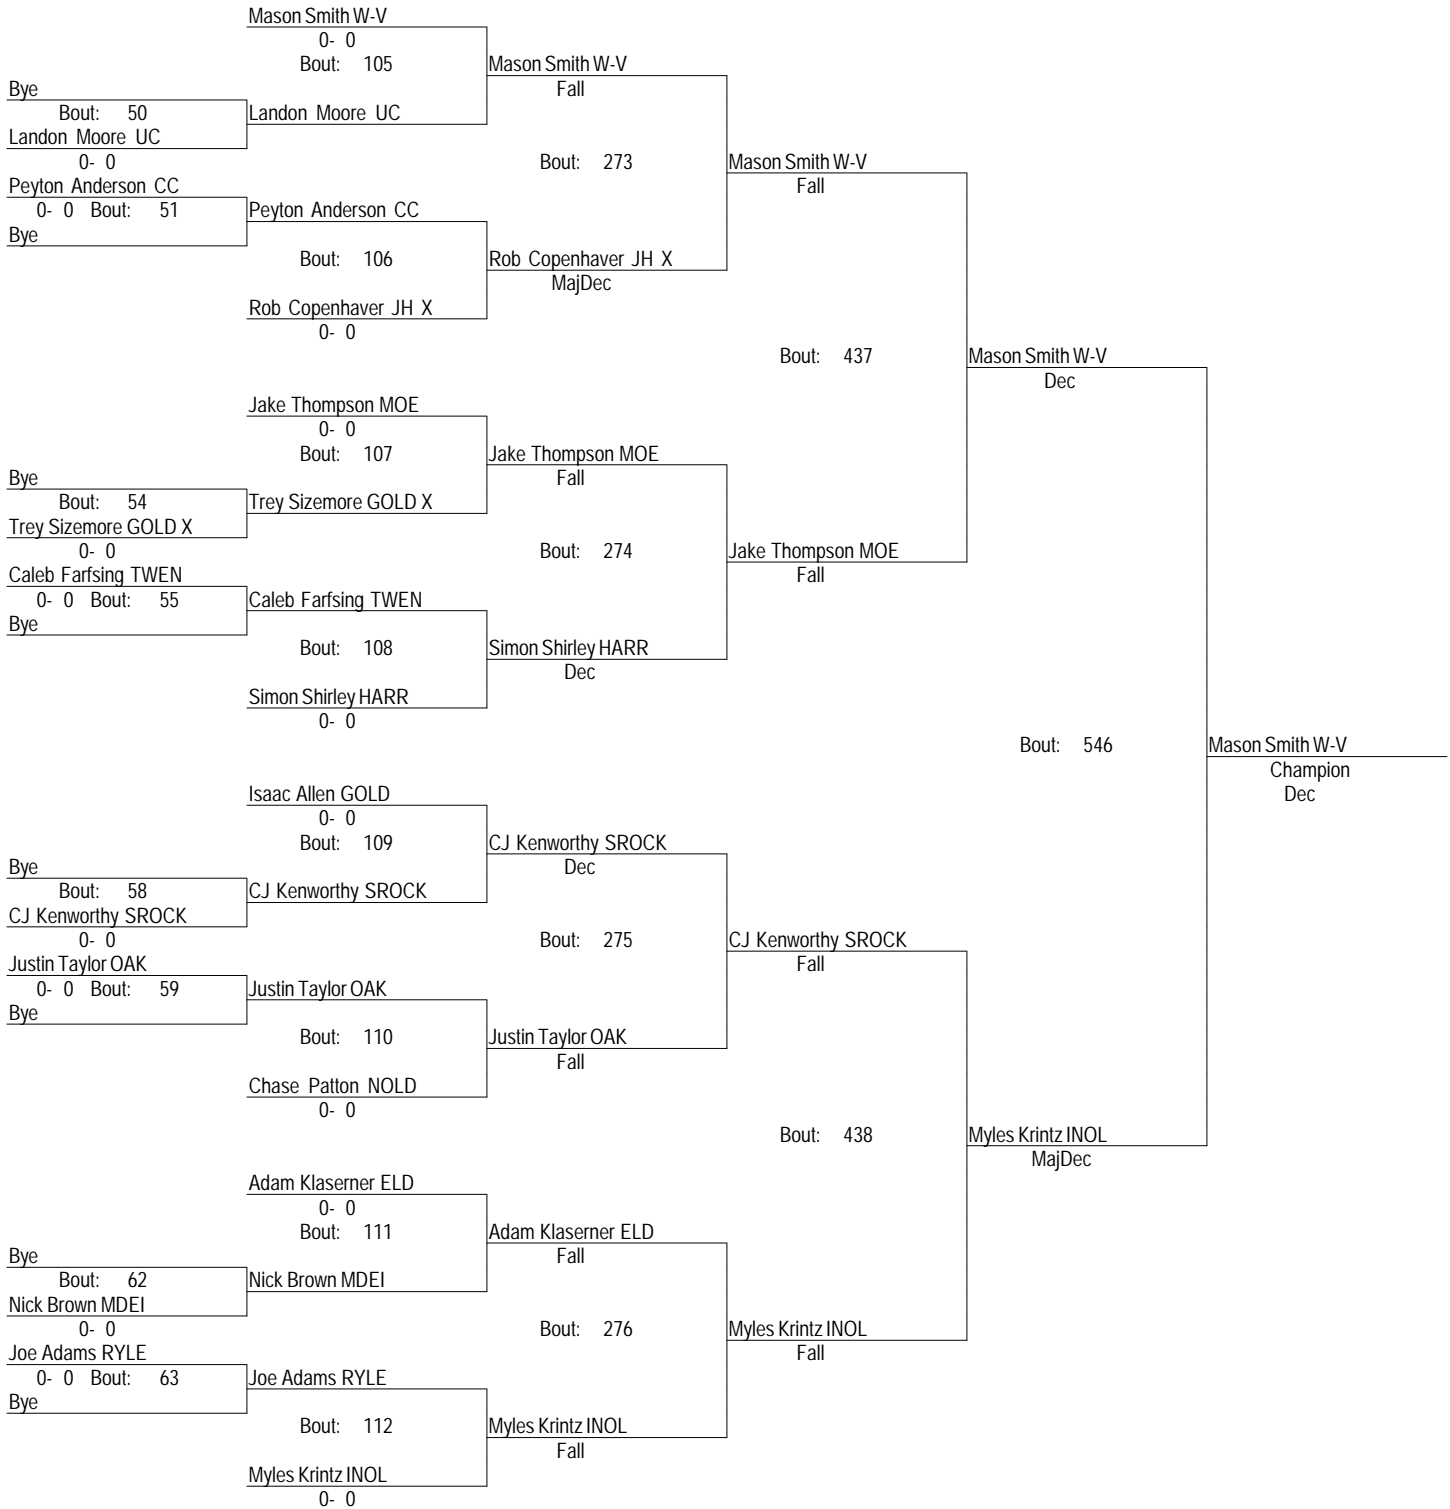 Mason Smith W-V
0- 0
Bout: 105
Mason Smith W-V
Fall
Bye
Bout: 50
Landon Moore UC
Landon Moore UC
0- 0
Bout: 273
Mason Smith W-V
Fall
Peyton Anderson CC
0- 0 Bout: 51
Peyton Anderson CC
Bye
Bout: 106
Rob Copenhaver JH X
MajDec
Rob Copenhaver JH X
0- 0
Bout: 437
Mason Smith W-V
Dec
Jake Thompson MOE
0- 0
Bout: 107
Jake Thompson MOE
Fall
Bye
Bout: 54
Trey Sizemore GOLD X
Trey Sizemore GOLD X
0- 0
Bout: 274
Jake Thompson MOE
Fall
Caleb Farfsing TWEN
0- 0 Bout: 55
Caleb Farfsing TWEN
Bye
Bout: 108
Simon Shirley HARR
Dec
Simon Shirley HARR
0- 0
Bout: 546
Mason Smith W-V
Champion
Dec
Isaac Allen GOLD
0- 0
Bout: 109
CJ Kenworthy SROCK
Dec
Bye
Bout: 58
CJ Kenworthy SROCK
CJ Kenworthy SROCK
0- 0
Bout: 275
CJ Kenworthy SROCK
Fall
Justin Taylor OAK
0- 0 Bout: 59
Justin Taylor OAK
Bye
Bout: 110
Justin Taylor OAK
Fall
Chase Patton NOLD
0- 0
Bout: 438
Myles Krintz INOL
MajDec
Adam Klaserner ELD
0- 0
Bout: 111
Adam Klaserner ELD
Fall
Bye
Bout: 62
Nick Brown MDEI
Nick Brown MDEI
0- 0
Bout: 276
Myles Krintz INOL
Fall
Joe Adams RYLE
0- 0 Bout: 63
Joe Adams RYLE
Bye
Bout: 112
Myles Krintz INOL
Fall
Myles Krintz INOL
0- 0